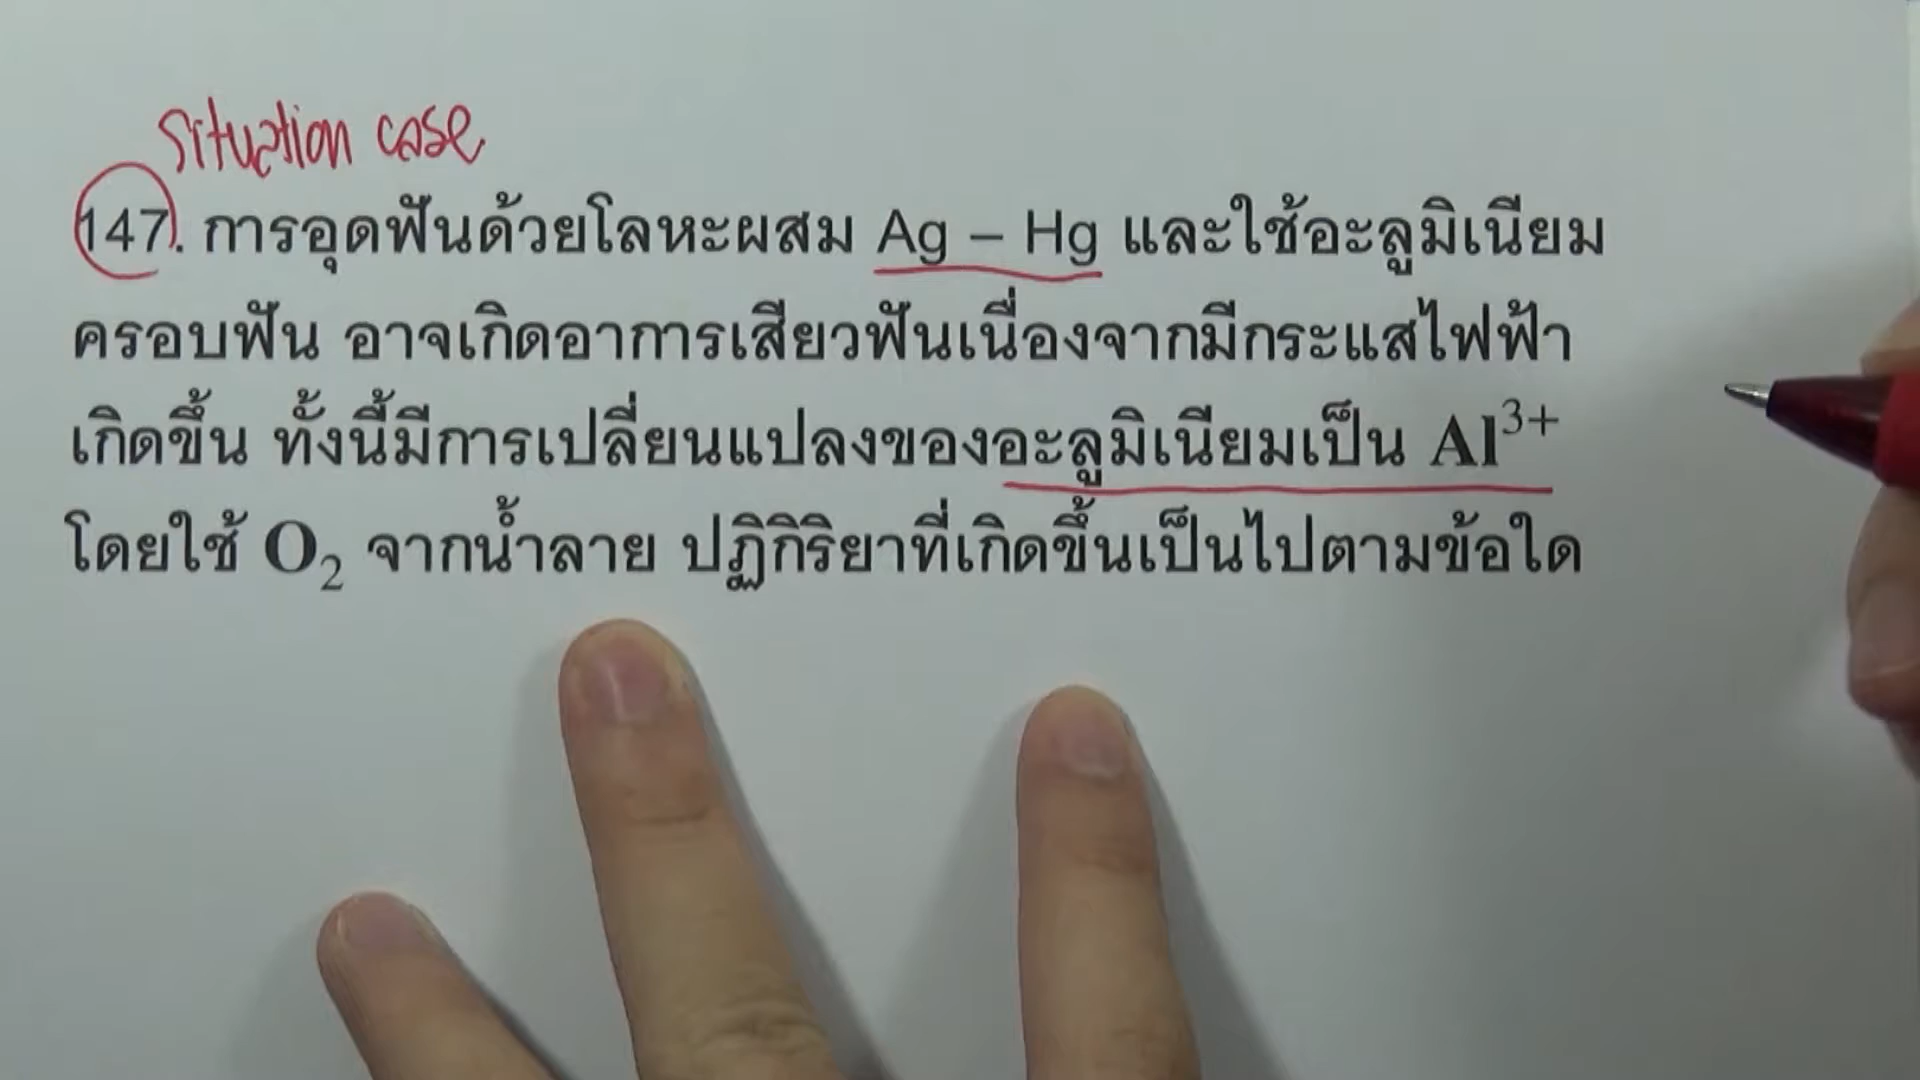 situation case
147. การอุดฟันด้วยโลหะผสม Ag – Hg และใช้อะลูมิเนียม
ครอบฟัน อาจเกิดอาการเสียวฟันเนื่องจากมีกระแสไฟฟ้า
เกิดขึ้น ทั้งนี้มีการเปลี่ยนแปลงของอะลูมิเนียมเป็น Al³⁺
โดยใช้ O₂ จากน้ำลาย ปฏิกิริยาที่เกิดขึ้นเป็นไปตามข้อใด